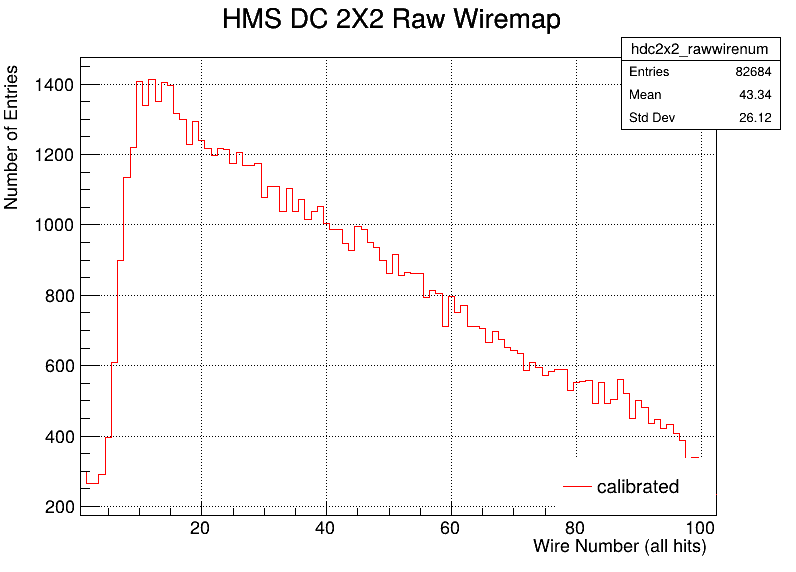 HMS DC 2X2 Raw Wiremap
hdc2x2_rawwirenum
Entries 82684
Mean 43.34
Std Dev 26.12
Number of Entries
1400
1200
1000
800
600
400
200
calibrated
20 40 60 80 100
Wire Number (all hits)